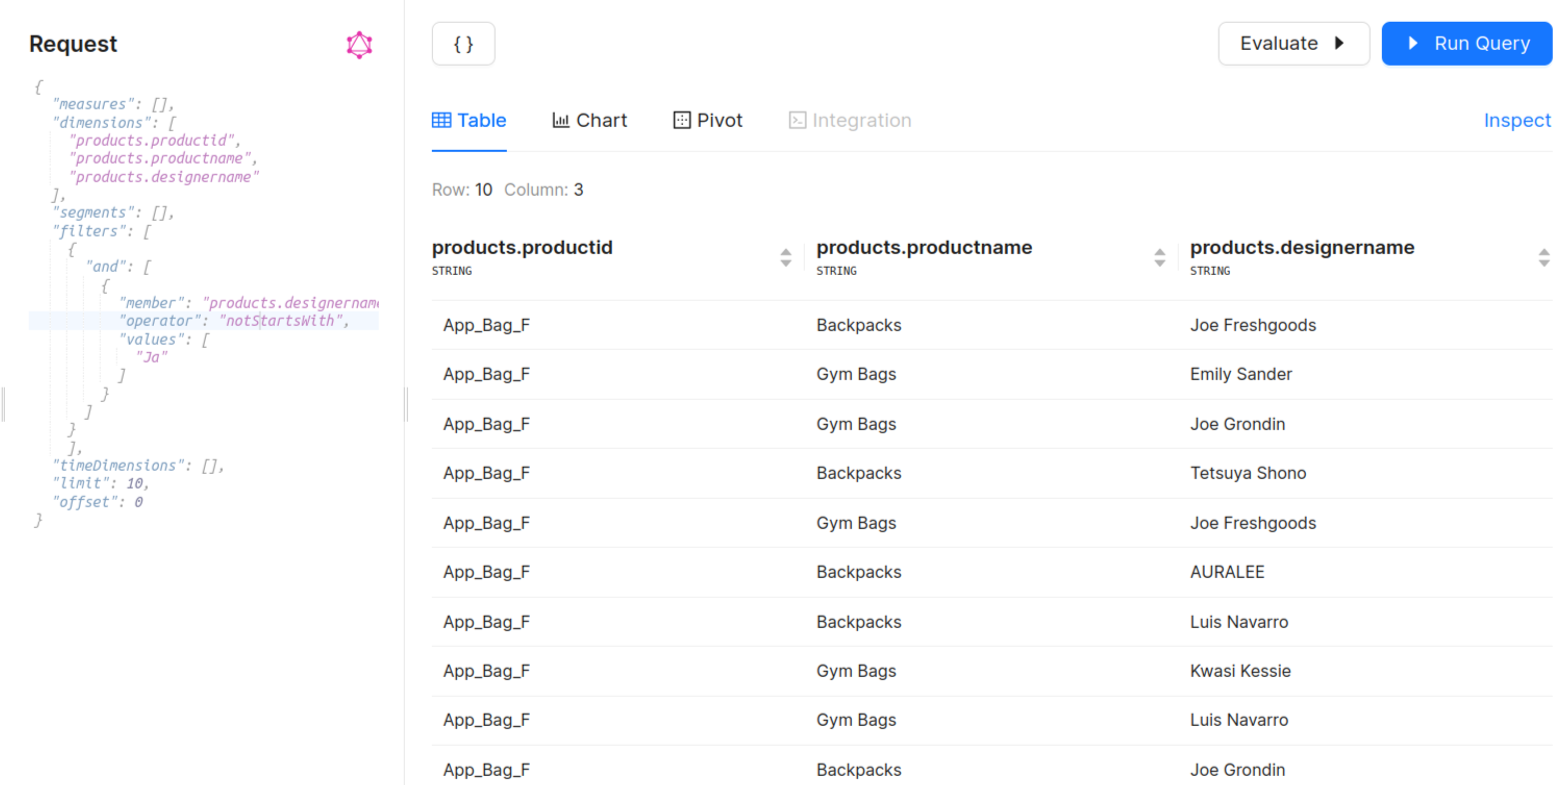 Request
{
"measures": [],
"dimensions": [
"products.productid",
"products.productname",
"products.designername"
],
"segments": [],
"filters": [
{
"and": [
{
"member": "products.designername
"operator": "notStartsWith",
"values": [
"Ja"
]
}
]
}
],
"timeDimensions": [],
"limit": 10,
"offset": 0
}
{ }
Evaluate
Run Query
Table Chart Pivot Integration Inspect
Row: 10 Column: 3
products.productid products.productname products.designername
STRING STRING STRING
App_Bag_F Backpacks Joe Freshgoods
App_Bag_F Gym Bags Emily Sander
App_Bag_F Gym Bags Joe Grondin
App_Bag_F Backpacks Tetsuya Shono
App_Bag_F Gym Bags Joe Freshgoods
App_Bag_F Backpacks AURALEE
App_Bag_F Backpacks Luis Navarro
App_Bag_F Gym Bags Kwasi Kessie
App_Bag_F Gym Bags Luis Navarro
App_Bag_F Backpacks Joe Grondin